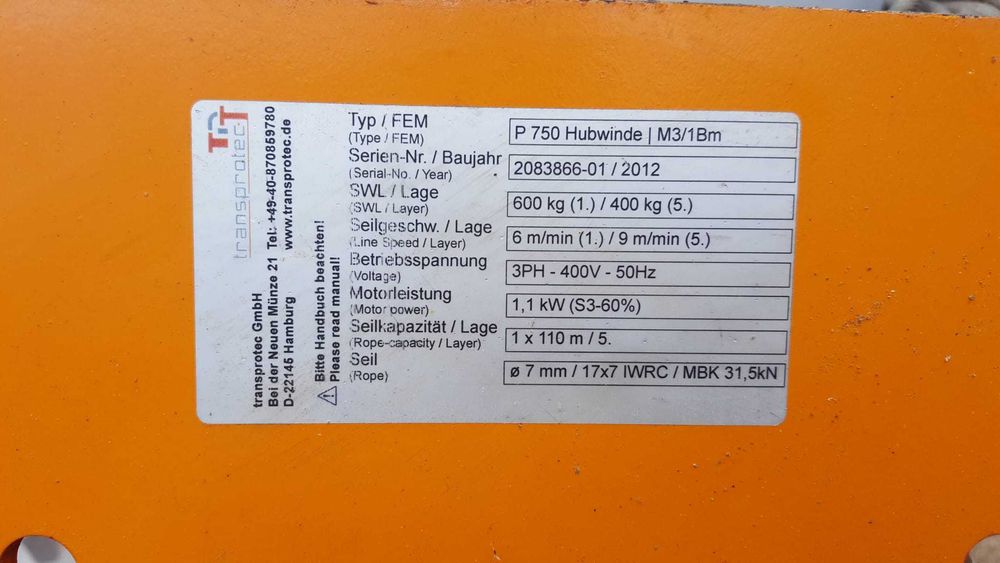 TPT
transprotec
transprotec GmbH
Bei der Neuen Münze 21 Tel: +49-40-870859780
D-22145 Hamburg www.transprotec.de
Bitte Handbuch beachten!
Please read manual!
Typ / FEM
(Type / FEM)
P 750 Hubwinde | M3/1Bm
Serien-Nr. / Baujahr
(Serial-No. / Year)
2083866-01 / 2012
SWL / Lage
(SWL / Layer)
600 kg (1.) / 400 kg (5.)
Seilgeschw. / Lage
(Line Speed / Layer)
6 m/min (1.) / 9 m/min (5.)
Betriebsspannung
(Voltage)
3PH - 400V - 50Hz
Motorleistung
(Motor power)
1,1 kW (S3-60%)
Seilkapazität / Lage
(Rope-capacity / Layer)
1 x 110 m / 5.
Seil
(Rope)
ø 7 mm / 17x7 IWRC / MBK 31,5kN